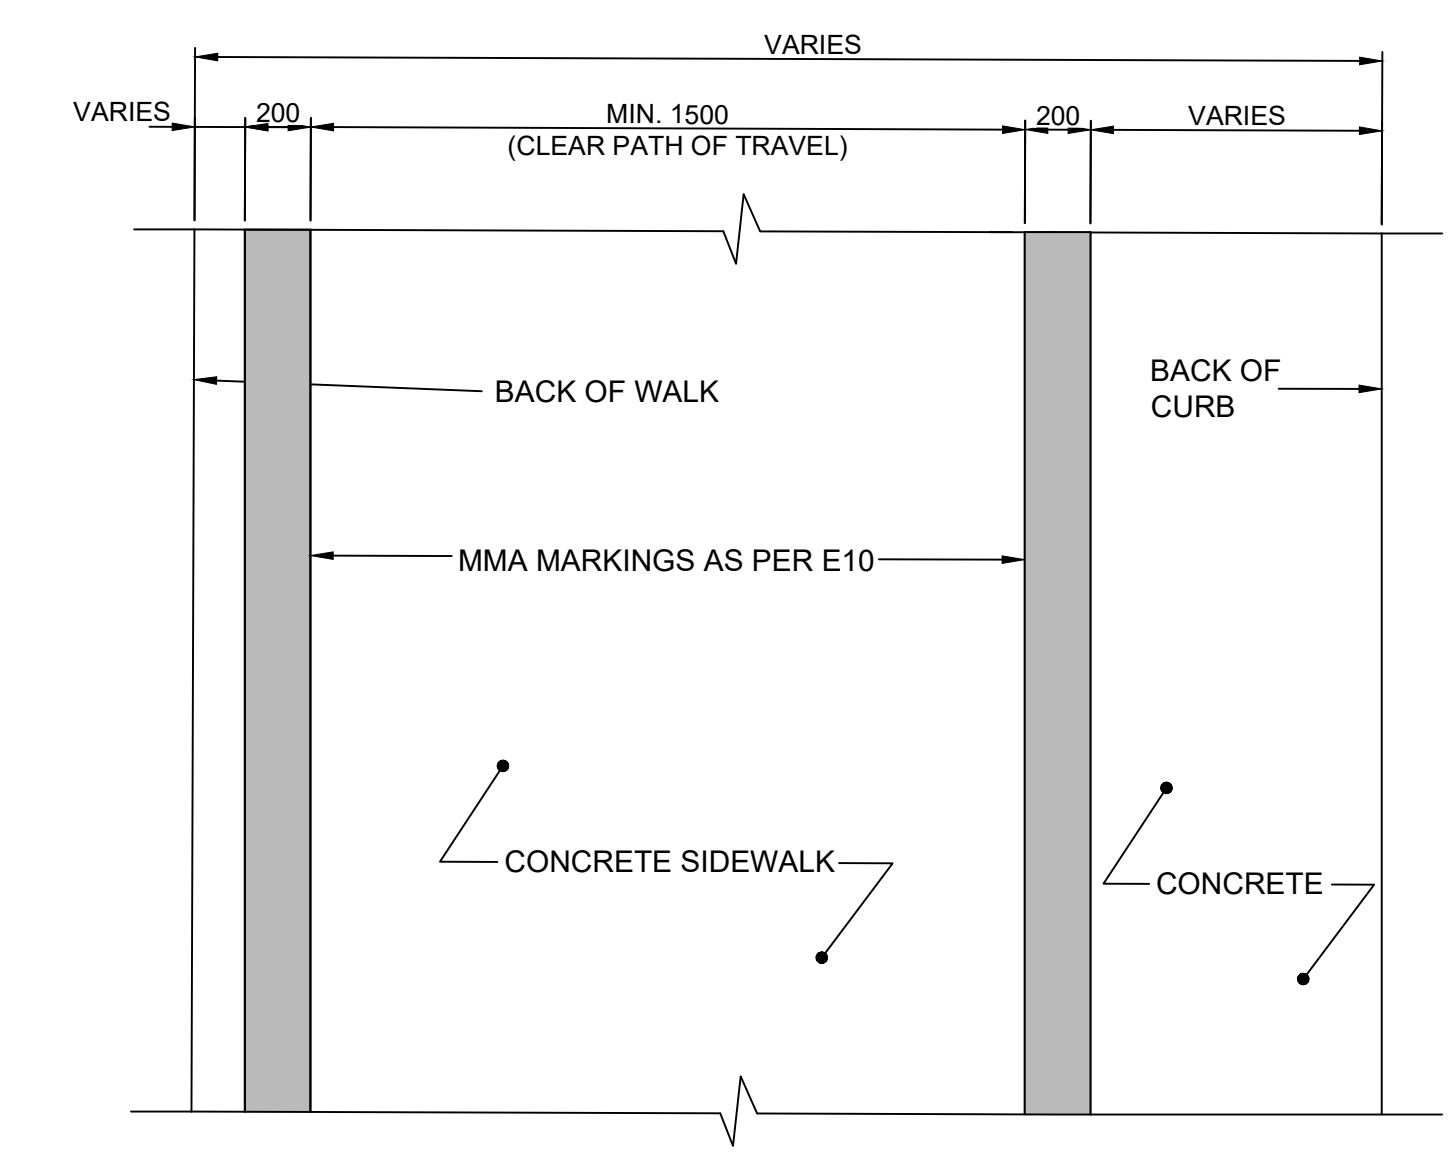 VARIES
VARIES
200
MIN. 1500
(CLEAR PATH OF TRAVEL)
200
VARIES
BACK OF WALK
BACK OF
CURB
MMA MARKINGS AS PER E10
CONCRETE SIDEWALK
CONCRETE